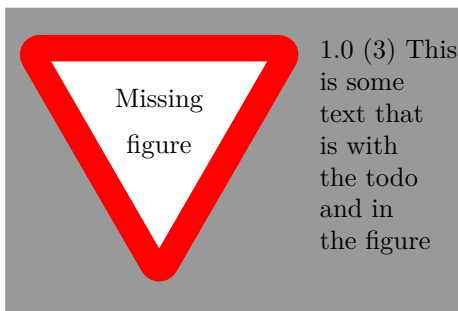 Missing
figure
1.0 (3) This
is some
text that
is with
the todo
and in
the figure